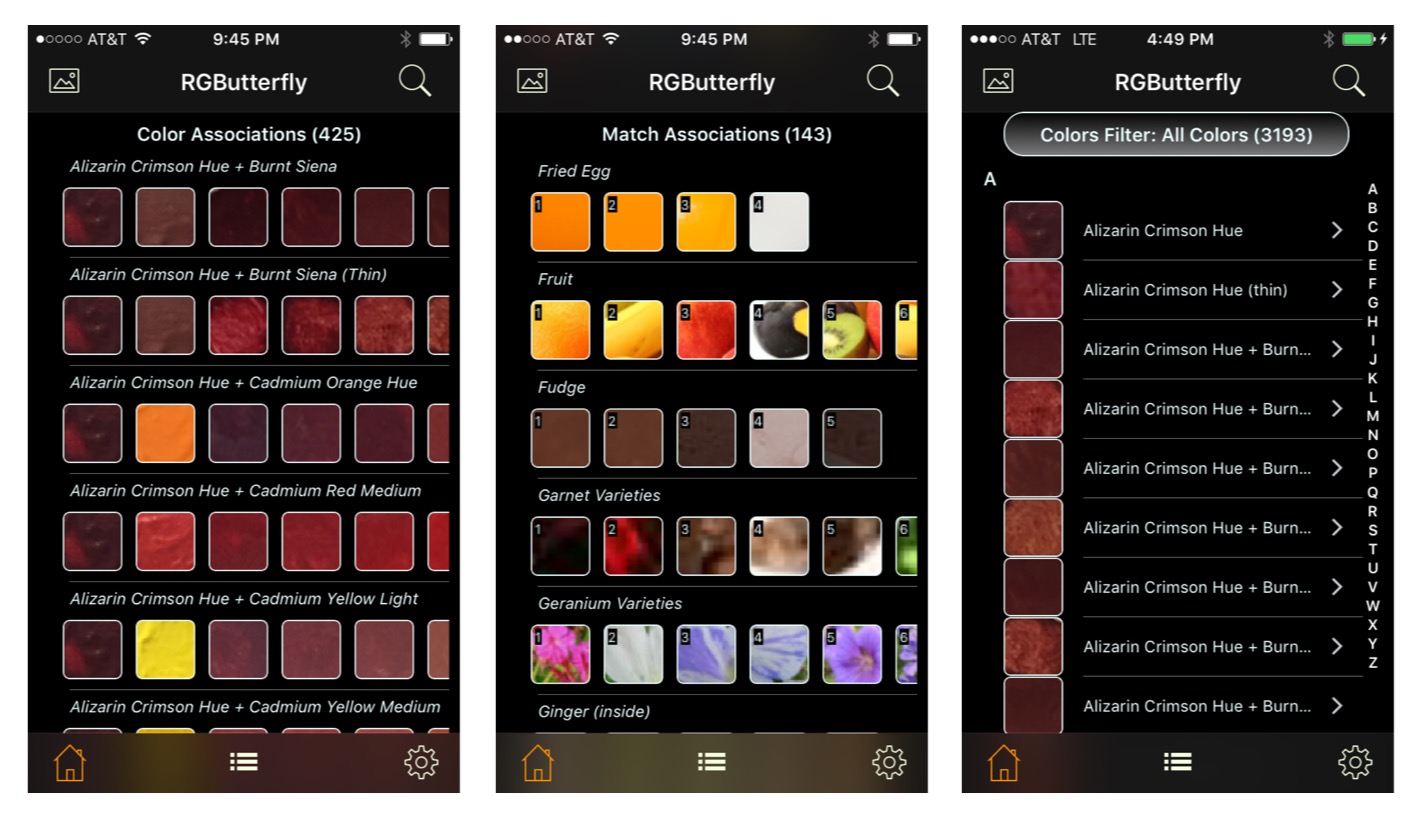 AT&T 9:45 PM
RGButterfly
Color Associations (425)
Alizarin Crimson Hue + Burnt Siena
Alizarin Crimson Hue + Burnt Siena (Thin)
Alizarin Crimson Hue + Cadmium Orange Hue
Alizarin Crimson Hue + Cadmium Red Medium
Alizarin Crimson Hue + Cadmium Yellow Light
Alizarin Crimson Hue + Cadmium Yellow Medium
AT&T 9:45 PM
RGButterfly
Match Associations (143)
Fried Egg
1 2 3 4
Fruit
1 2 3 4 5 6
Fudge
1 2 3 4 5
Garnet Varieties
1 2 3 4 5 6
Geranium Varieties
1 2 3 4 5 6
Ginger (inside)
AT&T LTE 4:49 PM
RGButterfly
Colors Filter: All Colors (3193)
A
Alizarin Crimson Hue
Alizarin Crimson Hue (thin)
Alizarin Crimson Hue + Burn...
Alizarin Crimson Hue + Burn...
Alizarin Crimson Hue + Burn...
Alizarin Crimson Hue + Burn...
Alizarin Crimson Hue + Burn...
Alizarin Crimson Hue + Burn...
Alizarin Crimson Hue + Burn...
A
B
C
D
E
F
G
H
I
J
K
L
M
N
O
P
Q
R
S
T
U
V
W
X
Y
Z